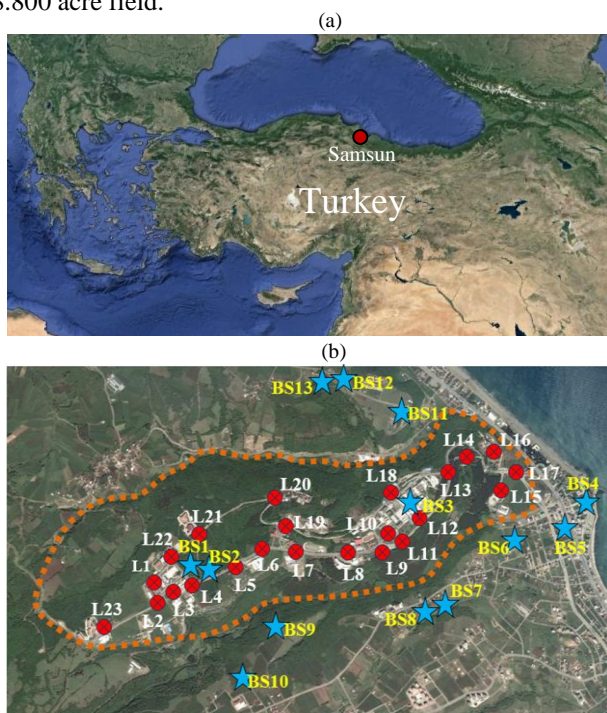 8.800 acre field.
(a)
Samsun
Turkey
(b)
BS13 BS12
BS11
L14 L16
L20 L18 L17
L13 BS4
L15
BS3
L21 L19 L10 L12
L22 BS1 BS6 BS5
BS2 L6 L11
L7 L8 L9
L1 L5
L4
L3 BS7
L23 L2 BS8
BS9
BS10